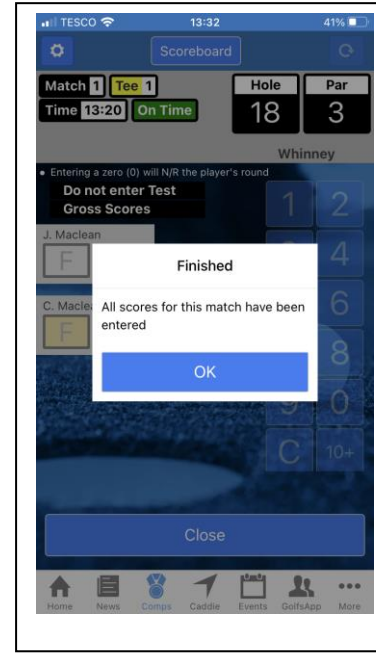 TESCO 13:32 41%
Scoreboard
Match 1 Tee 1 Hole Par
Time 13:20 On Time 18 3
Whinney
• Entering a zero (0) will N/R the player's round
Do not enter Test
Gross Scores
1 2
J. Maclean
F 4
Finished
C. Macle
F 6
All scores for this match have been
entered
8
OK
9 0
C 10+
Close
Home News Comps Caddie Events GolfsApp More